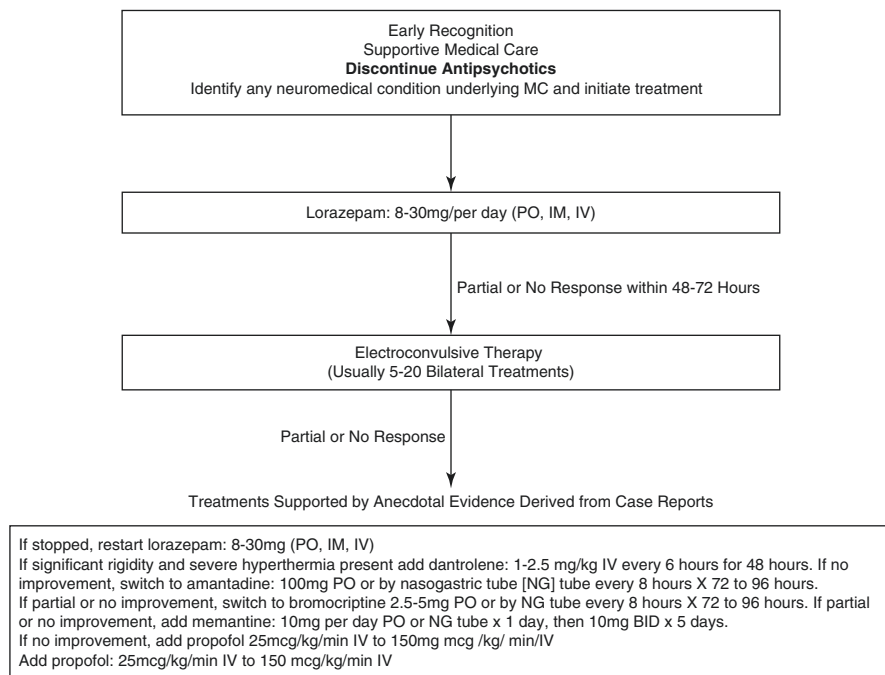 Early Recognition
Supportive Medical Care
Discontinue Antipsychotics
Identify any neuromedical condition underlying MC and initiate treatment
Lorazepam: 8-30mg/per day (PO, IM, IV)
Partial or No Response within 48-72 Hours
Electroconvulsive Therapy
(Usually 5-20 Bilateral Treatments)
Partial or No Response
Treatments Supported by Anecdotal Evidence Derived from Case Reports
If stopped, restart lorazepam: 8-30mg (PO, IM, IV)
If significant rigidity and severe hyperthermia present add dantrolene: 1-2.5 mg/kg IV every 6 hours for 48 hours. If no
improvement, switch to amantadine: 100mg PO or by nasogastric tube [NG] tube every 8 hours X 72 to 96 hours.
If partial or no improvement, switch to bromocriptine 2.5-5mg PO or by NG tube every 8 hours X 72 to 96 hours. If partial
or no improvement, add memantine: 10mg per day PO or NG tube x 1 day, then 10mg BID x 5 days.
If no improvement, add propofol 25mcg/kg/min IV to 150mg mcg /kg/ min/IV
Add propofol: 25mcg/kg/min IV to 150 mcg/kg/min IV